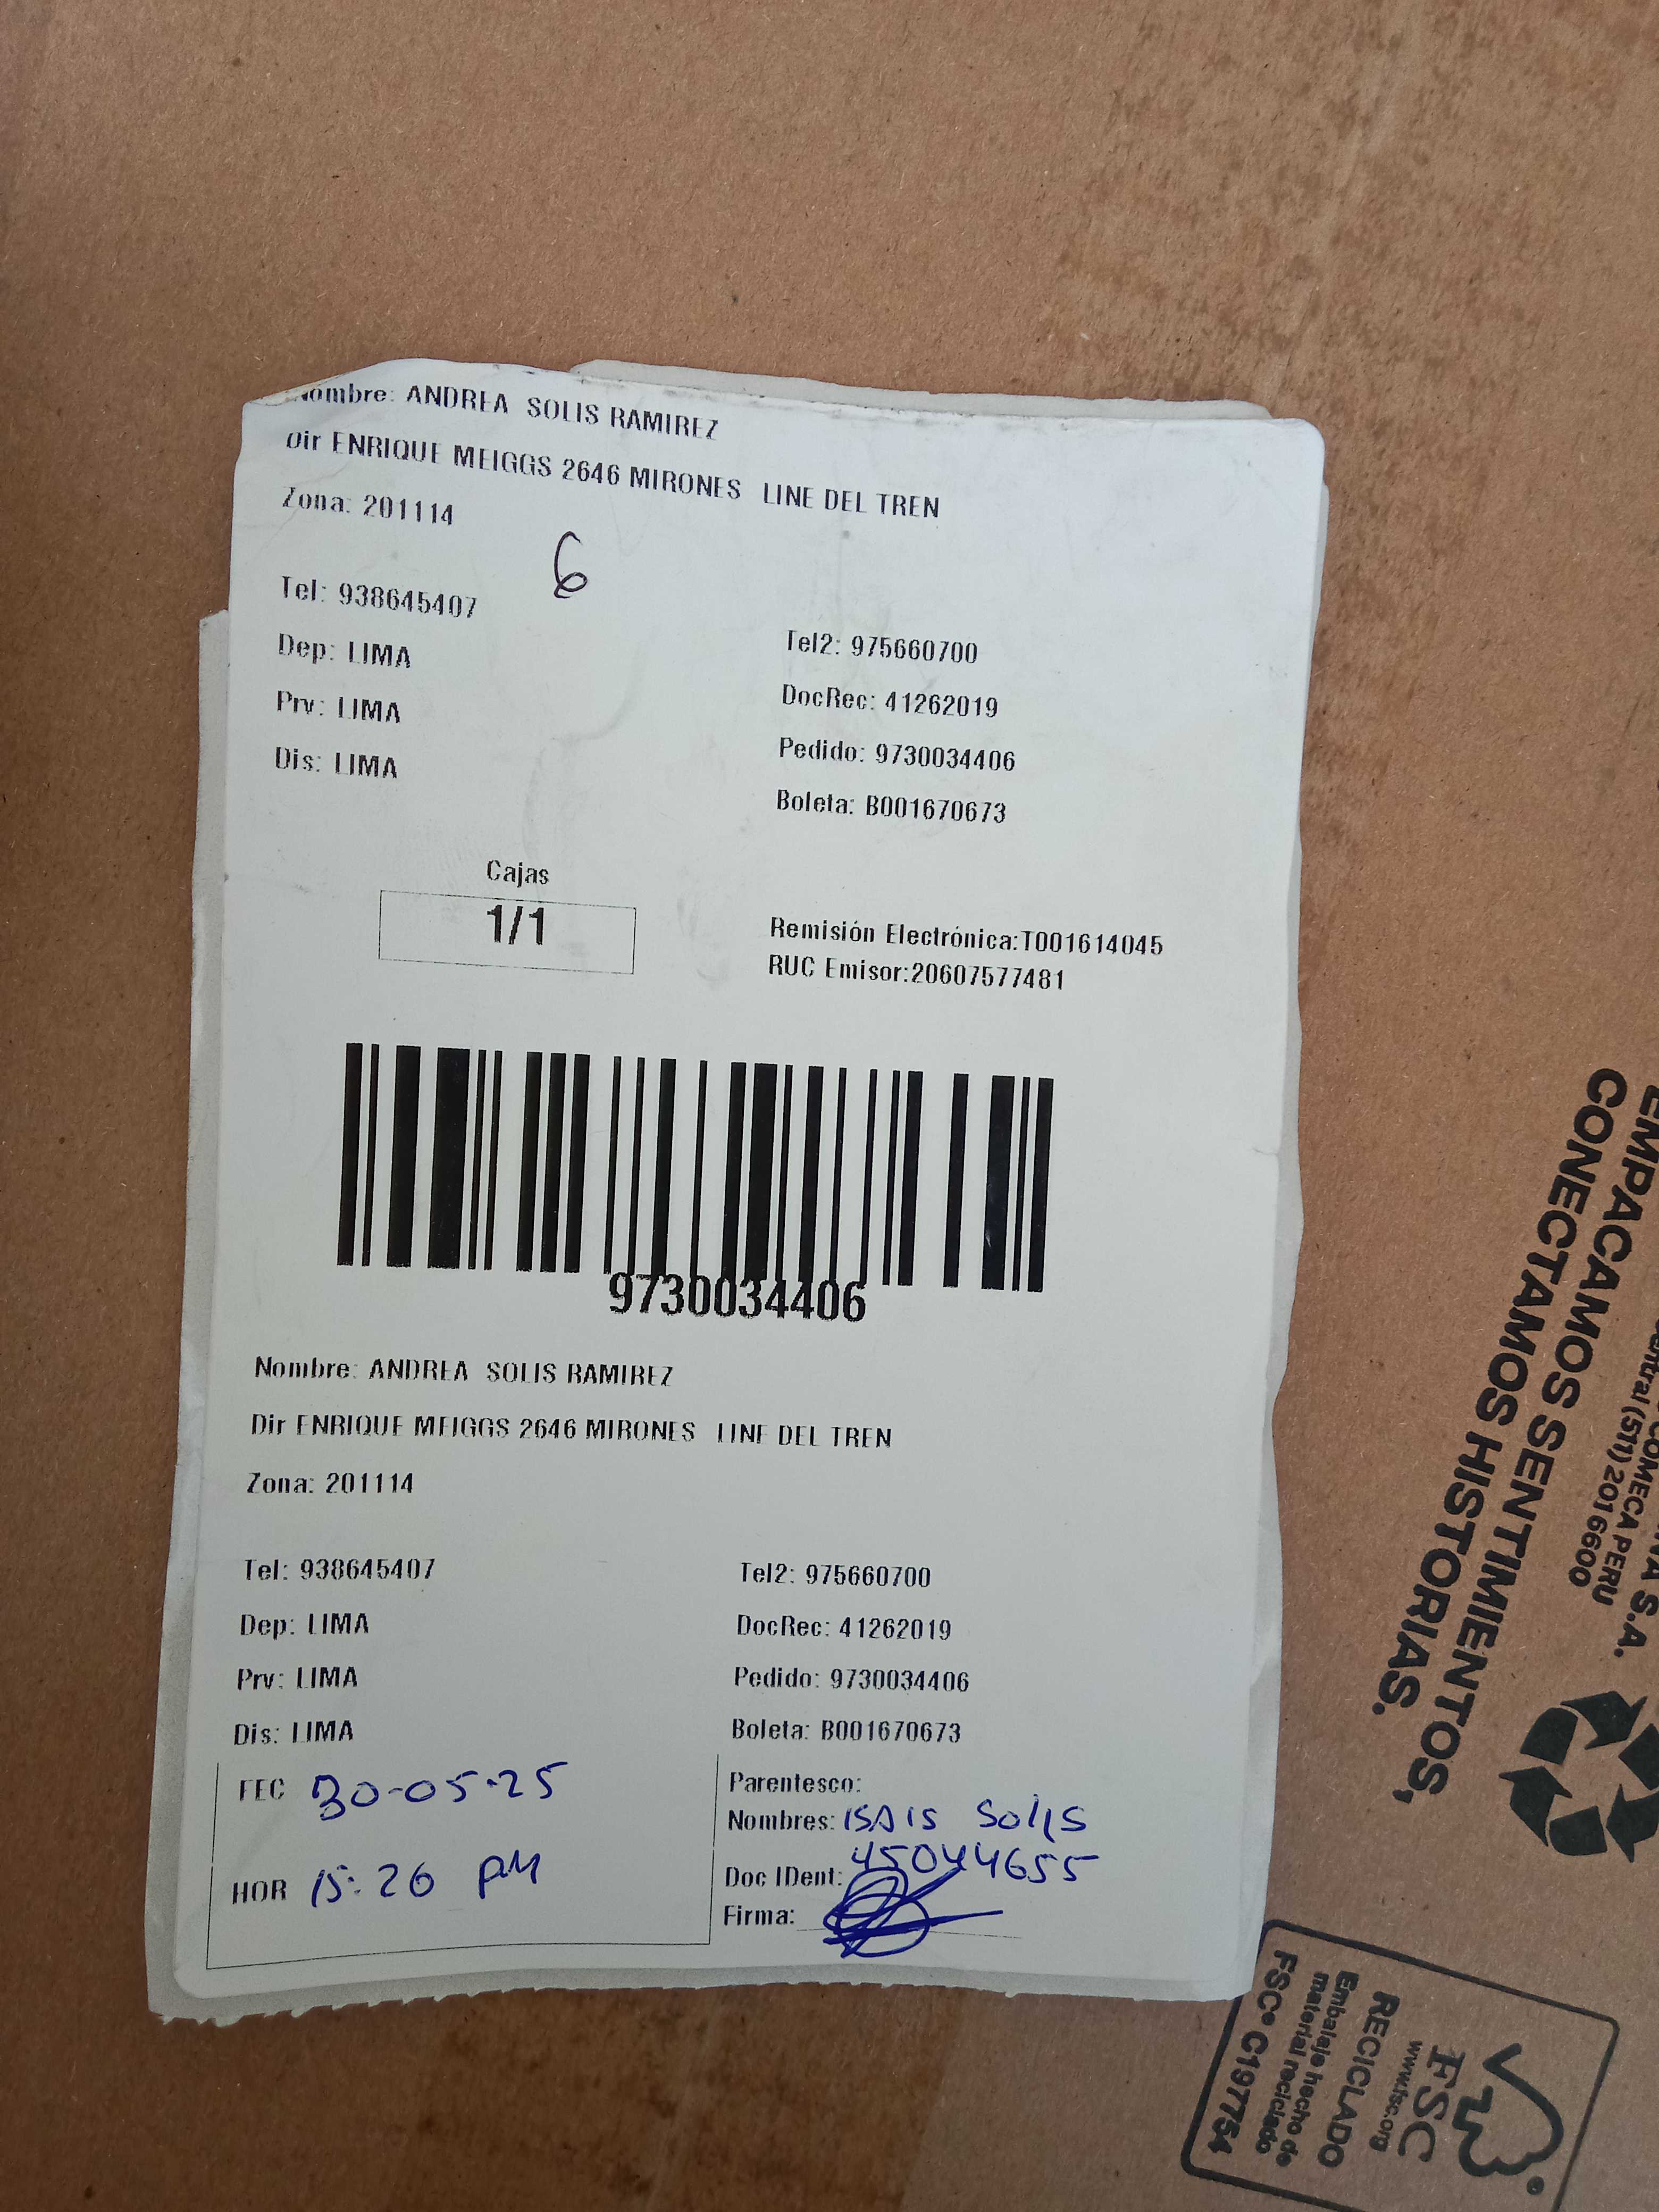 Nombre: ANDREA SOLIS RAMIREZ
Dir ENRIQUE MEIGGS 2646 MIRONES LINE DEL TREN
Zona: 201114
6
Tel: 938645407
Tel2: 975660700
Dep: LIMA
DocRec: 41262019
Prv: LIMA
Pedido: 9730034406
Dis: LIMA
Boleta: B001670673
Cajas
1/1
Remisión Electrónica:T001614045
RUC Emisor:20607577481
9730034406
Nombre: ANDREA SOLIS RAMIREZ
Dir ENRIQUE MEIGGS 2646 MIRONES LINE DEL TREN
Zona: 201114
Tel: 938645407
Tel2: 975660700
Dep: LIMA
DocRec: 41262019
Prv: LIMA
Pedido: 9730034406
Dis: LIMA
Boleta: B001670673
FEC 30-05-25
HOR 15:26 PM
Parentesco:
Nombres: ISAIS SOLIS
Doc IDent: 45044655
Firma:
EMPACAMOS SENTIMIENTOS,
CONECTAMOS HISTORIAS.
S.A.
COMECA PERU
(511) 2016600
FSC
www.fsc.org
RECICLADO
Embalaje hecho de
material reciclado
FSC® C197754